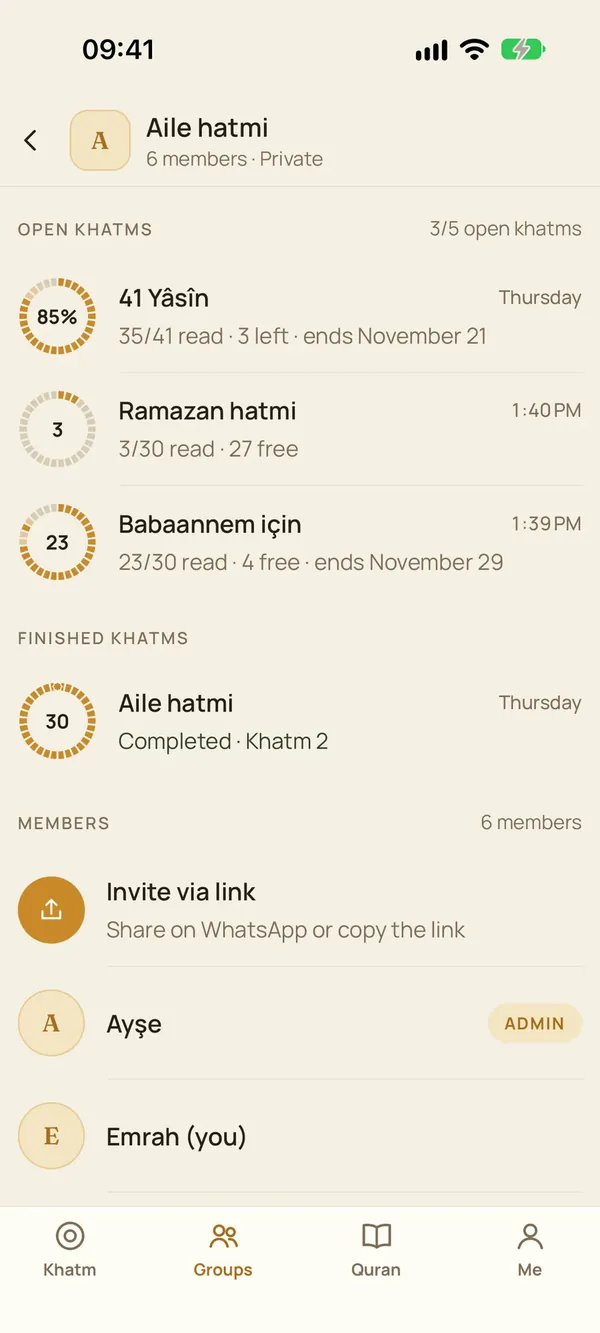 09:41
A
Aile hatmi
6 members · Private
OPEN KHATMS
3/5 open khatms
85%
41 Yâsîn
Thursday
35/41 read · 3 left · ends November 21
3
Ramazan hatmi
1:40 PM
3/30 read · 27 free
23
Babaannem için
1:39 PM
23/30 read · 4 free · ends November 29
FINISHED KHATMS
30
Aile hatmi
Thursday
Completed · Khatm 2
MEMBERS
6 members
Invite via link
Share on WhatsApp or copy the link
A
Ayşe
ADMIN
E
Emrah (you)
Khatm
Groups
Quran
Me